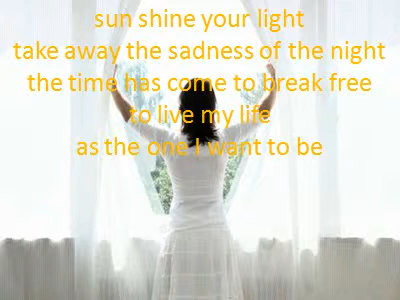 sun shine your light
take away the sadness of the night
the time has come to break free
to live my life
as the one I want to be